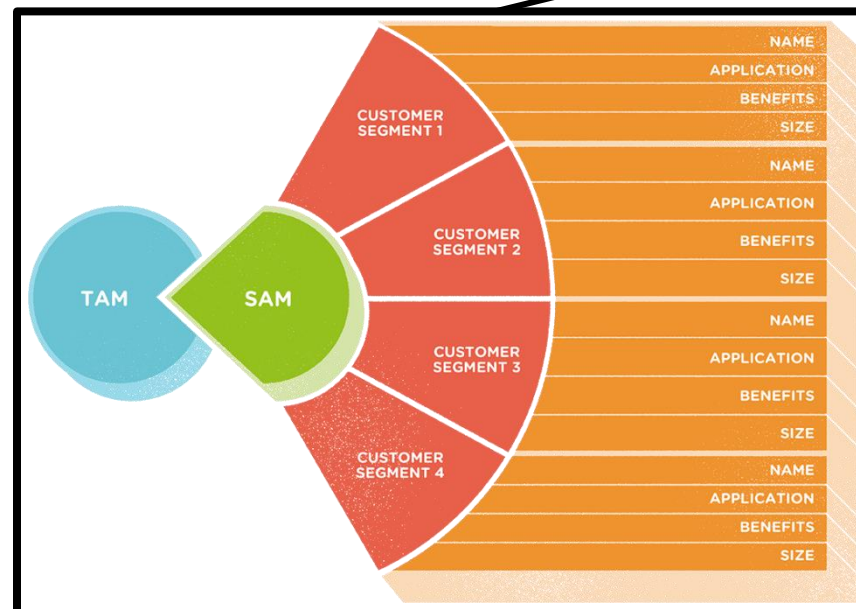 TAM
SAM
CUSTOMER
SEGMENT 1
NAME
APPLICATION
BENEFITS
SIZE
CUSTOMER
SEGMENT 2
NAME
APPLICATION
BENEFITS
SIZE
CUSTOMER
SEGMENT 3
NAME
APPLICATION
BENEFITS
SIZE
CUSTOMER
SEGMENT 4
NAME
APPLICATION
BENEFITS
SIZE